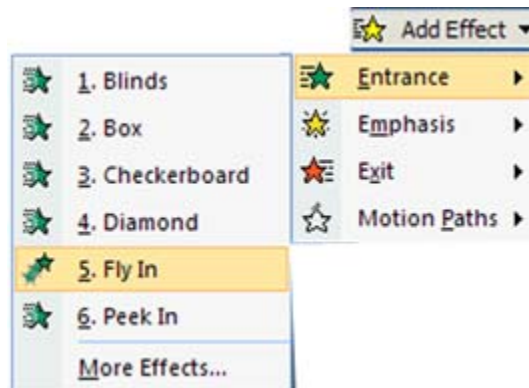 Add Effect
Entrance
Emphasis
Exit
Motion Paths
1. Blinds
2. Box
3. Checkerboard
4. Diamond
5. Fly In
6. Peek In
More Effects...